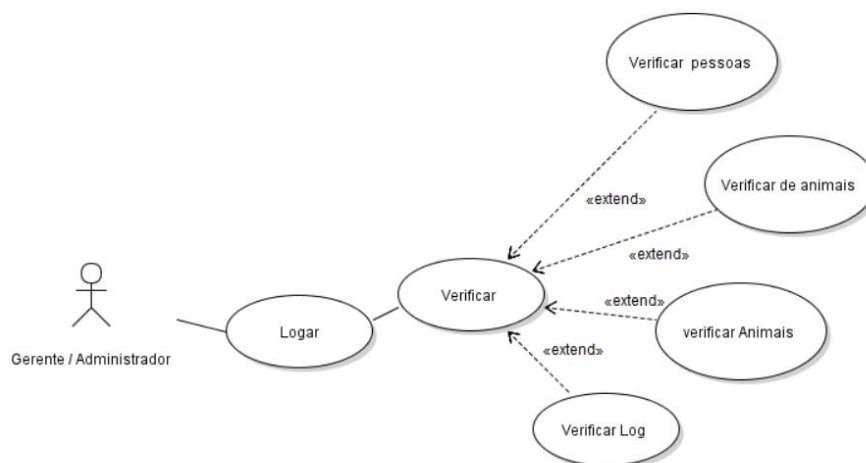 Verificar pessoas
Verificar de animais
«extend»
«extend»
Verificar
«extend»
verificar Animais
Logar
«extend»
Gerente / Administrador
Verificar Log